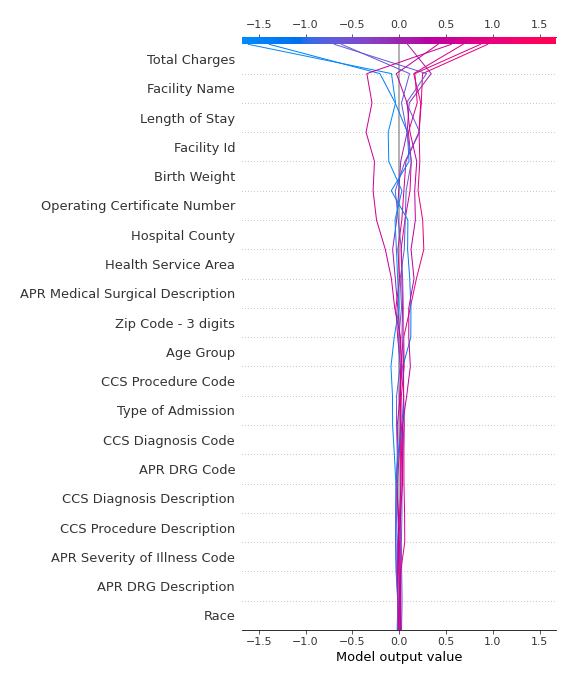 −1.5 −1.0 −0.5 0.0 0.5 1.0 1.5
Total Charges
Facility Name
Length of Stay
Facility Id
Birth Weight
Operating Certificate Number
Hospital County
Health Service Area
APR Medical Surgical Description
Zip Code - 3 digits
Age Group
CCS Procedure Code
Type of Admission
CCS Diagnosis Code
APR DRG Code
CCS Diagnosis Description
CCS Procedure Description
APR Severity of Illness Code
APR DRG Description
Race
−1.5 −1.0 −0.5 0.0 0.5 1.0 1.5
Model output value